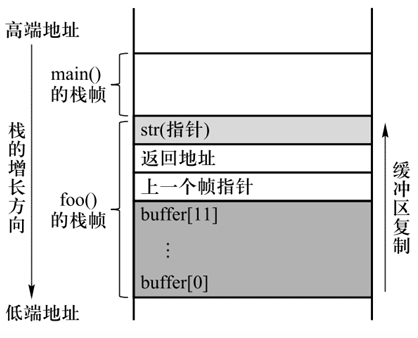 高端地址
main()
的栈帧
str(指针)
返回地址
上一个帧指针
foo()
的栈帧
buffer[11]
⋮
buffer[0]
栈的增长方向
缓冲区复制
低端地址